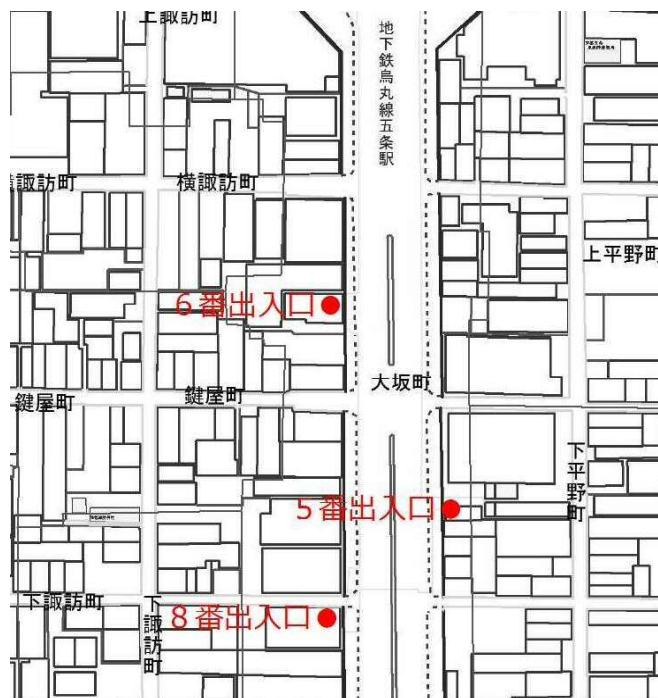 上諏訪町
地下鉄烏丸線五条駅
諏訪町
横諏訪町
上平野町
6番出入口
大坂町
鍵屋町
鍵屋町
下平野町
5番出入口
下諏訪町
下諏訪町
8番出入口